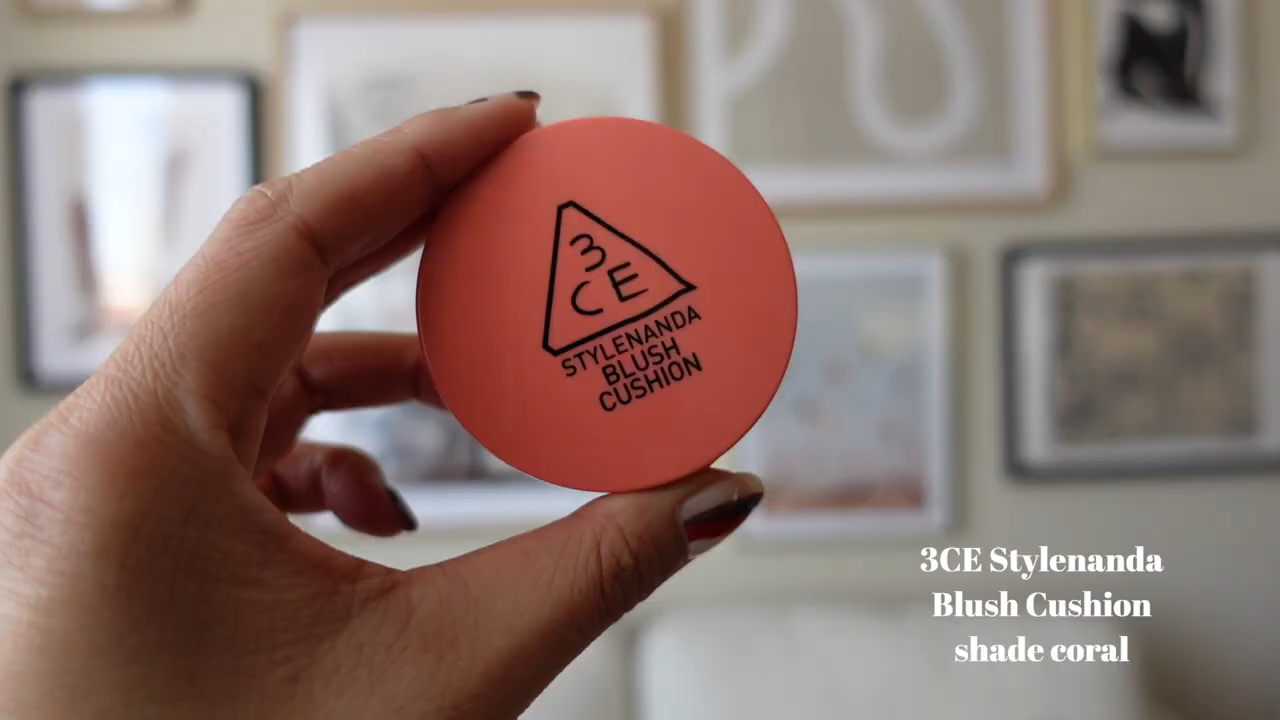 3
CE
STYLENANDA
BLUSH
CUSHION
3CE Stylenanda
Blush Cushion
shade coral